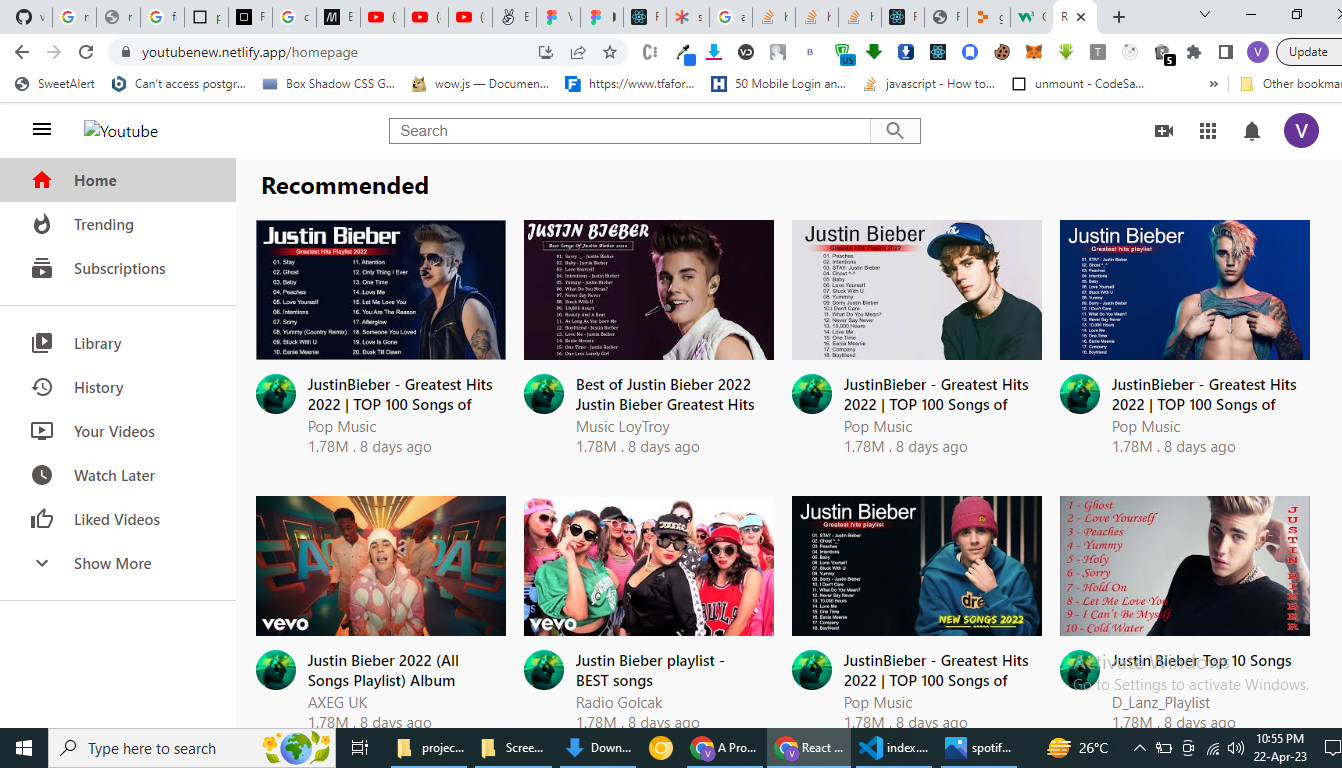 youtubenew.netlify.app/homepage
Update
SweetAlert
Can't access postgr...
Box Shadow CSS G...
wow.js — Documen...
https://www.tfafor...
50 Mobile Login an...
javascript - How to...
unmount - CodeSa...
»
Other bookmar
Youtube
Search
V
Home
Trending
Subscriptions
Library
History
Your Videos
Watch Later
Liked Videos
Show More
Recommended
Justin Bieber
Greatest Hits Playlist 2022
01. Stay
02. Ghost
03. Baby
04. Peaches
05. Love Yourself
06. Intentions
07. Sorry
08. Yummy (Country Remix)
09. Stuck With U
10. Eenie Meenie
11. Attention
12. Only Thing I Ever
13. One Time
14. Love Me
15. Let Me Love You
16. You Are The Reason
17. Afterglow
18. Someone You Loved
19. Love Is Gone
20. Dusk Till Dawn
JustinBieber - Greatest Hits
2022 | TOP 100 Songs of
Pop Music
1.78M . 8 days ago
JUSTIN BIEBER
Best Songs Of Justin Bieber 2022
Best of Justin Bieber 2022
Justin Bieber Greatest Hits
Music LoyTroy
1.78M . 8 days ago
Justin Bieber
Greatest Hits Playlist 2022
JustinBieber - Greatest Hits
2022 | TOP 100 Songs of
Pop Music
1.78M . 8 days ago
Justin Bieber
Greatest hits playlist
JustinBieber - Greatest Hits
2022 | TOP 100 Songs of
Pop Music
1.78M . 8 days ago
vevo
Justin Bieber 2022 (All
Songs Playlist) Album
AXEG UK
1.78M . 8 days ago
vevo
Justin Bieber playlist -
BEST songs
Radio Golcak
1.78M . 8 days ago
Justin Bieber
Greatest hits playlist
dre
NEW SONGS 2022
JustinBieber - Greatest Hits
2022 | TOP 100 Songs of
Pop Music
1.78M . 8 days ago
1 - Ghost
2 - Love Yourself
3 - Peaches
4 - Yummy
5 - Holy
6 - Sorry
7 - Hold On
8 - Let Me Love You
9 - I Can't Be Myself
10 - Cold Water
JUSTIN BIEBER
Justin Bieber Top 10 Songs
D_Lanz_Playlist
1.78M . 8 days ago
Activate Windows
Go to Settings to activate Windows.
Type here to search
projec...
Scree...
Down...
A Pro...
React ...
index....
spotif...
26°C
10:55 PM
22-Apr-23